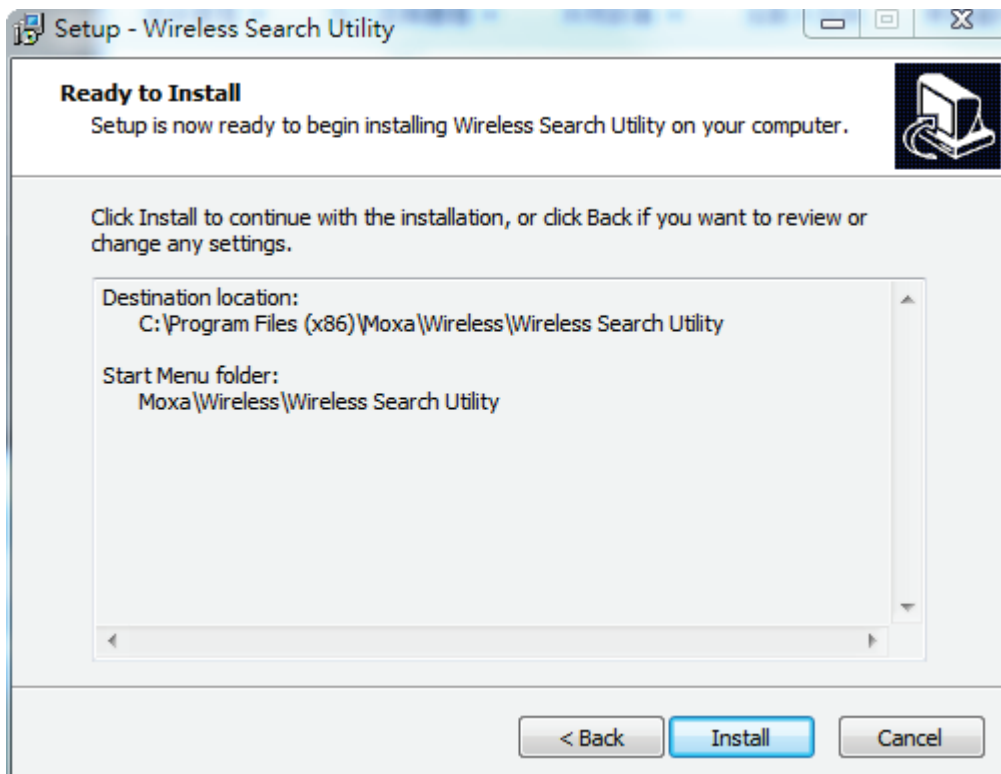 Setup - Wireless Search Utility
Ready to Install
Setup is now ready to begin installing Wireless Search Utility on your computer.
Click Install to continue with the installation, or click Back if you want to review or
change any settings.
Destination location:
C:\Program Files (x86)\Moxa\Wireless\Wireless Search Utility
Start Menu folder:
Moxa\Wireless\Wireless Search Utility
< Back
Install
Cancel